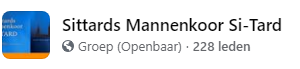 Sittards Mannenkoor Si-Tard
Groep (Openbaar) · 228 leden